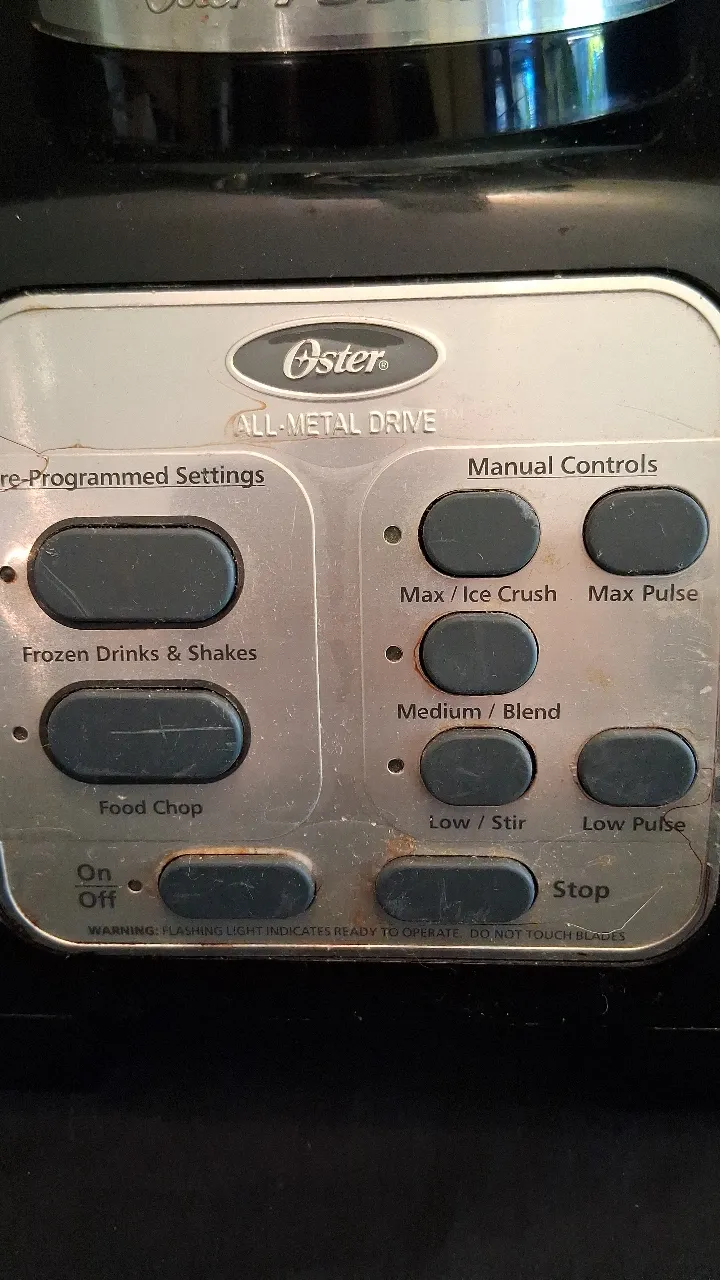 Oster®
ALL-METAL DRIVE™
re-Programmed Settings
Frozen Drinks & Shakes
Food Chop
Manual Controls
Max / Ice Crush
Max Pulse
Medium / Blend
Low / Stir
Low Pulse
On
Off
Stop
WARNING: FLASHING LIGHT INDICATES READY TO OPERATE. DO NOT TOUCH BLADES